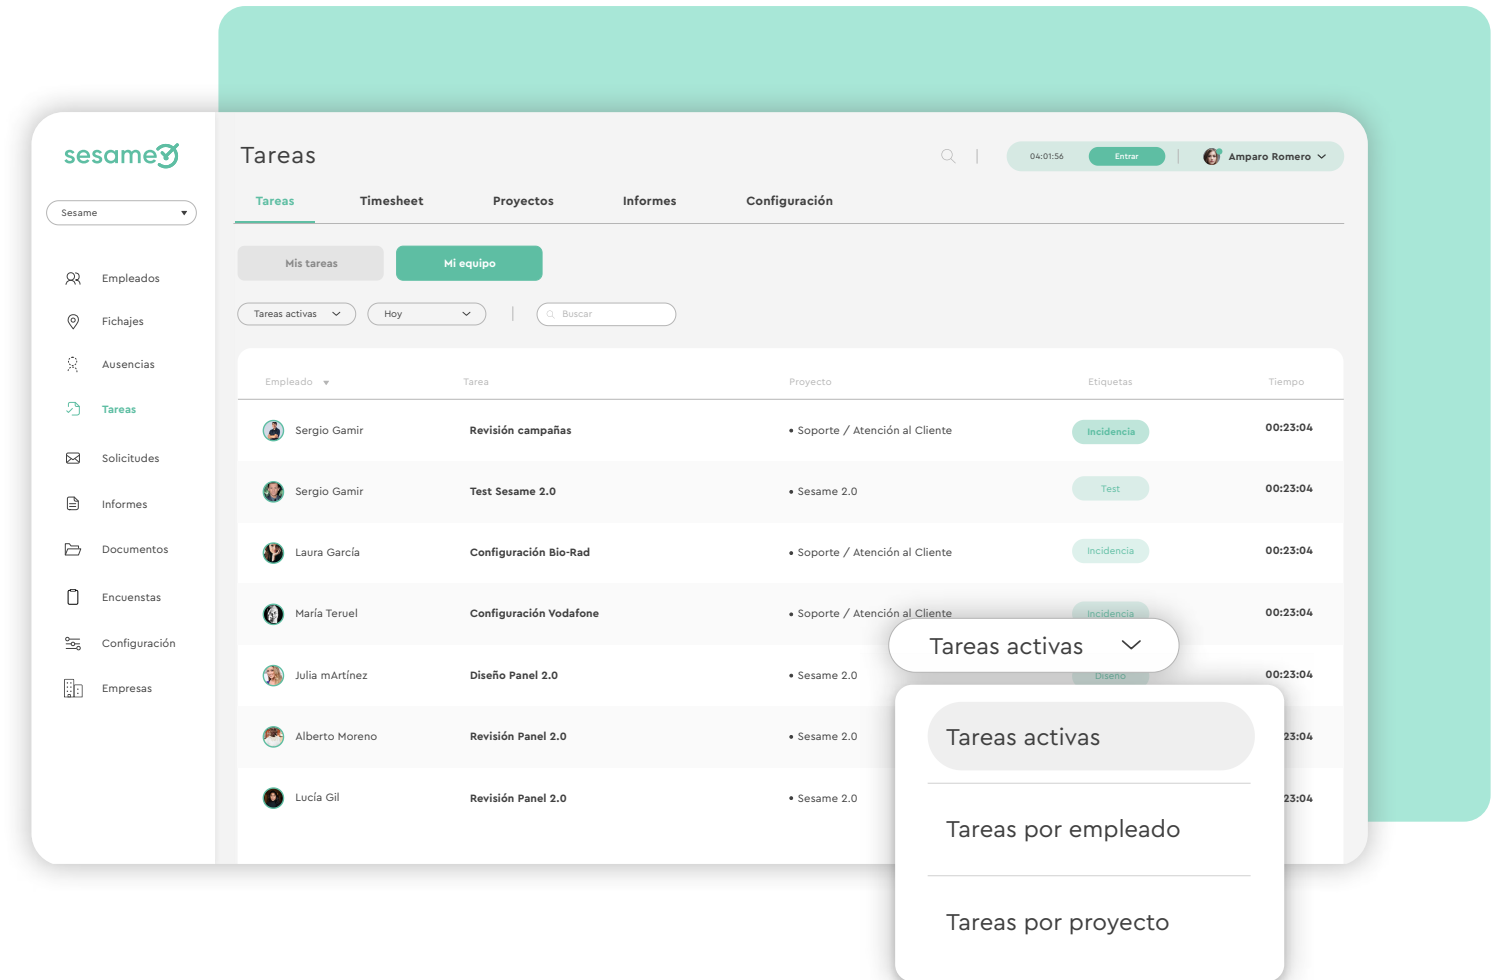 sesame
Tareas
04:01:56
Entrar
Amparo Romero
Sesame
Tareas
Timesheet
Proyectos
Informes
Configuración
Mis tareas
Mi equipo
Empleados
Fichajes
Ausencias
Tareas
Solicitudes
Informes
Documentos
Encuenstas
Configuración
Empresas
Tareas activas
Hoy
Buscar
Empleado
Tarea
Proyecto
Etiquetas
Tiempo
Sergio Gamir
Revisión campañas
• Soporte / Atención al Cliente
Incidencia
00:23:04
Sergio Gamir
Test Sesame 2.0
• Sesame 2.0
Test
00:23:04
Laura García
Configuración Bio-Rad
• Soporte / Atención al Cliente
Incidencia
00:23:04
María Teruel
Configuración Vodafone
• Soporte / Atención al Cliente
Incidencia
00:23:04
Julia mArtínez
Diseño Panel 2.0
• Sesame 2.0
Diseño
00:23:04
Alberto Moreno
Revisión Panel 2.0
• Sesame 2.0
23:04
Lucía Gil
Revisión Panel 2.0
• Sesame 2.0
23:04
Tareas activas
Tareas activas
Tareas por empleado
Tareas por proyecto